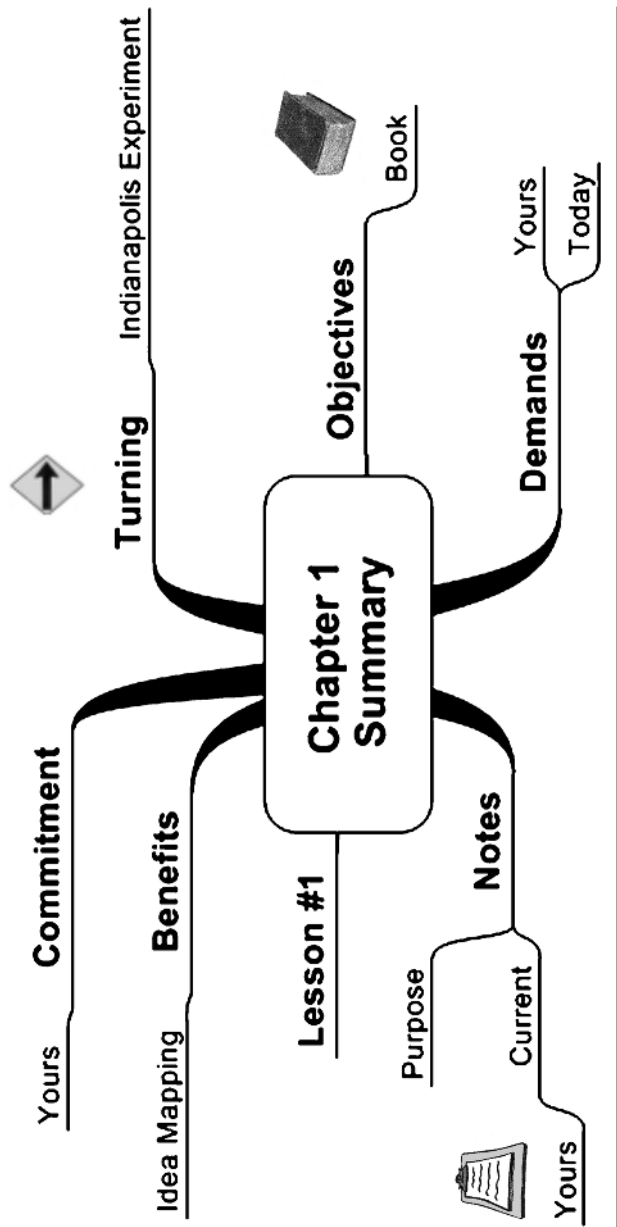 Chapter 1
Summary
Turning
Indianapolis Experiment
Objectives
Book
Demands
Yours
Today
Notes
Purpose
Current
Yours
Lesson #1
Benefits
Idea Mapping
Commitment
Yours